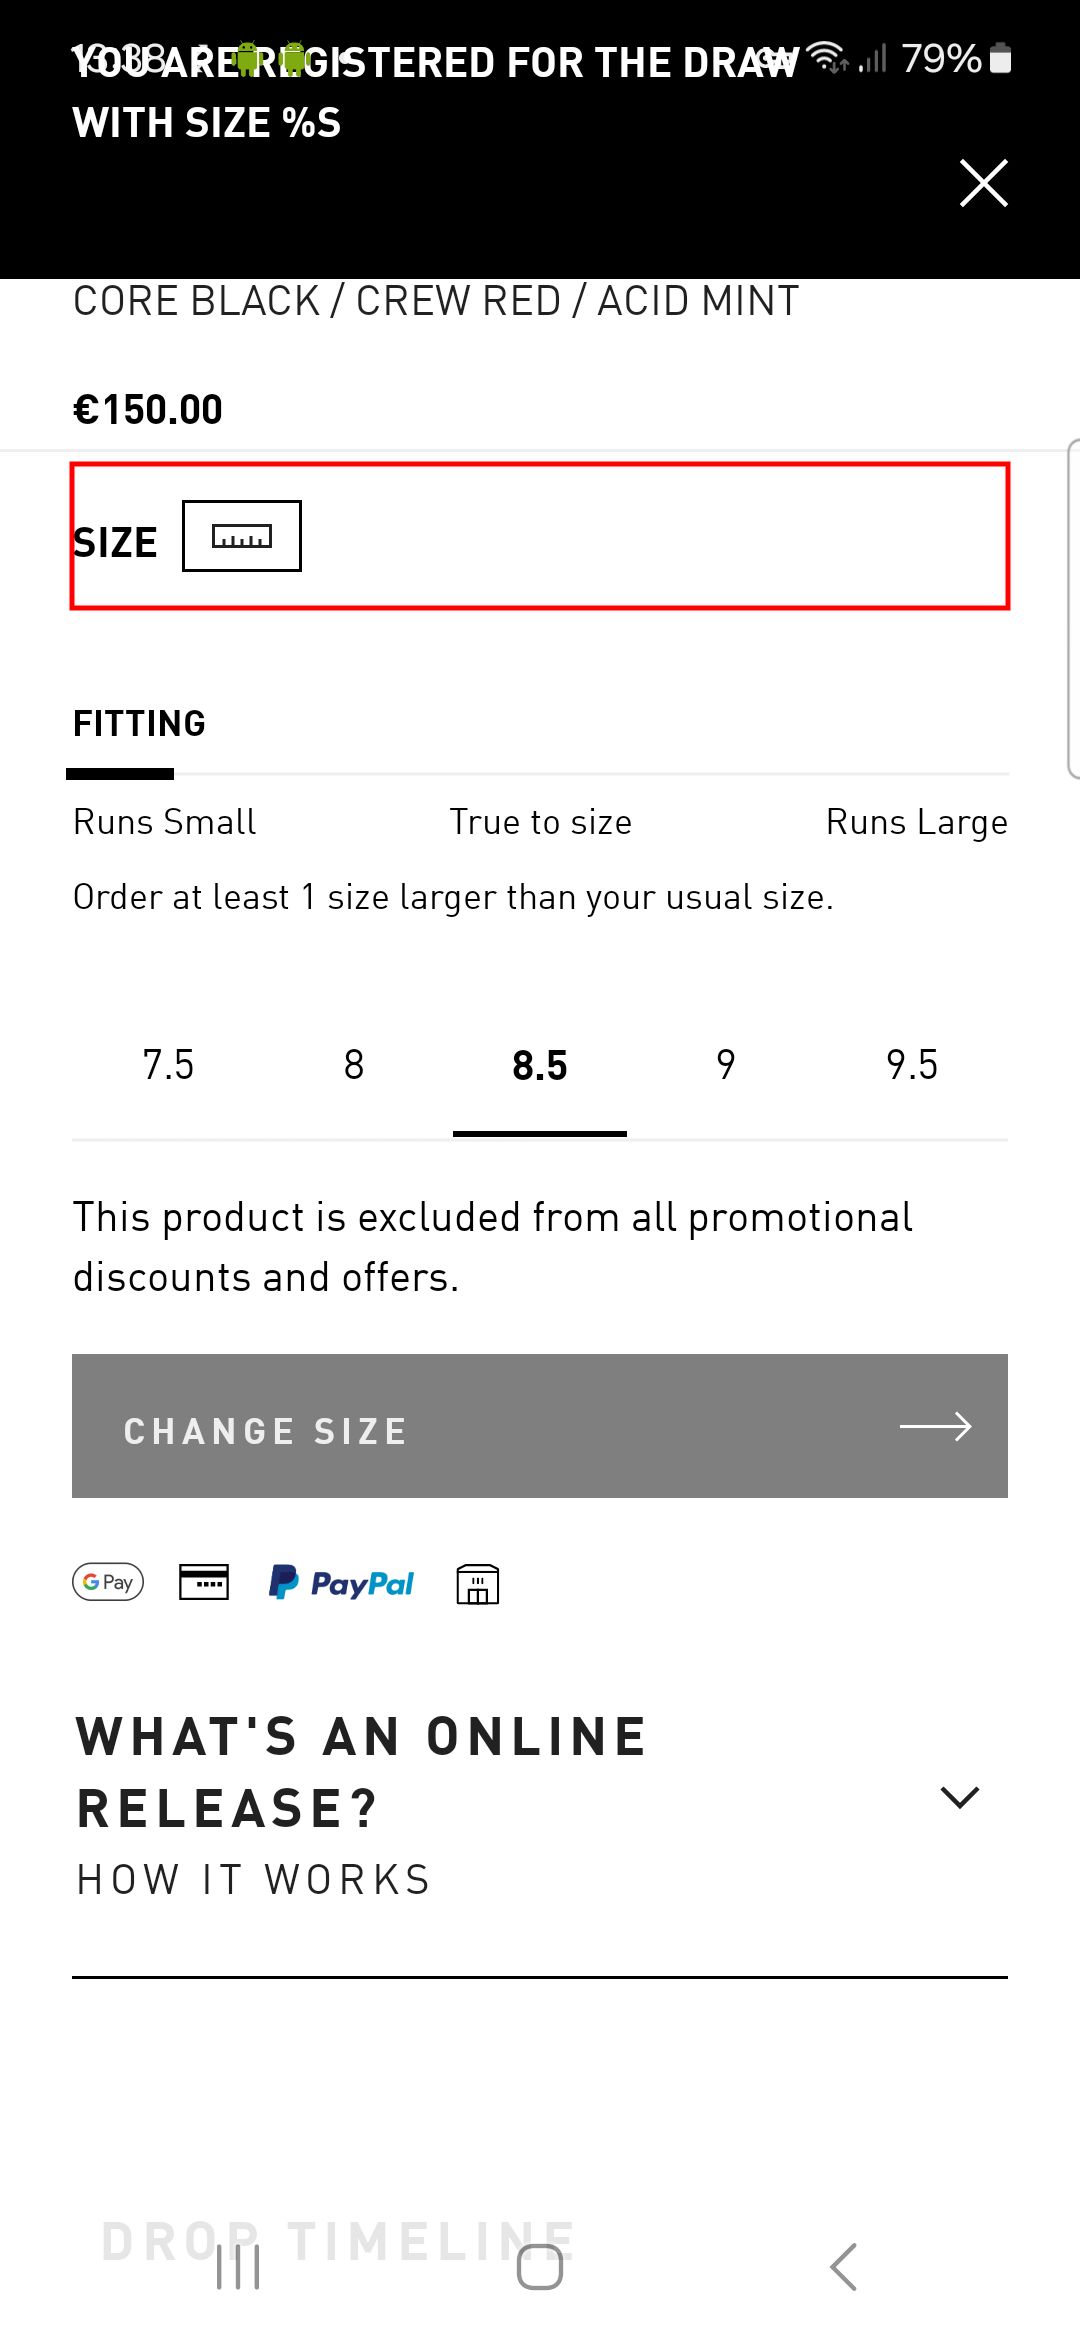 13:38 79%
YOU ARE REGISTERED FOR THE DRAW
WITH SIZE %S
CORE BLACK / CREW RED / ACID MINT
€150.00
SIZE
FITTING
Runs Small True to size Runs Large
Order at least 1 size larger than your usual size.
7.5 8 8.5 9 9.5
This product is excluded from all promotional
discounts and offers.
CHANGE SIZE
G Pay PayPal
WHAT'S AN ONLINE
RELEASE?
HOW IT WORKS
DROP TIMELINE